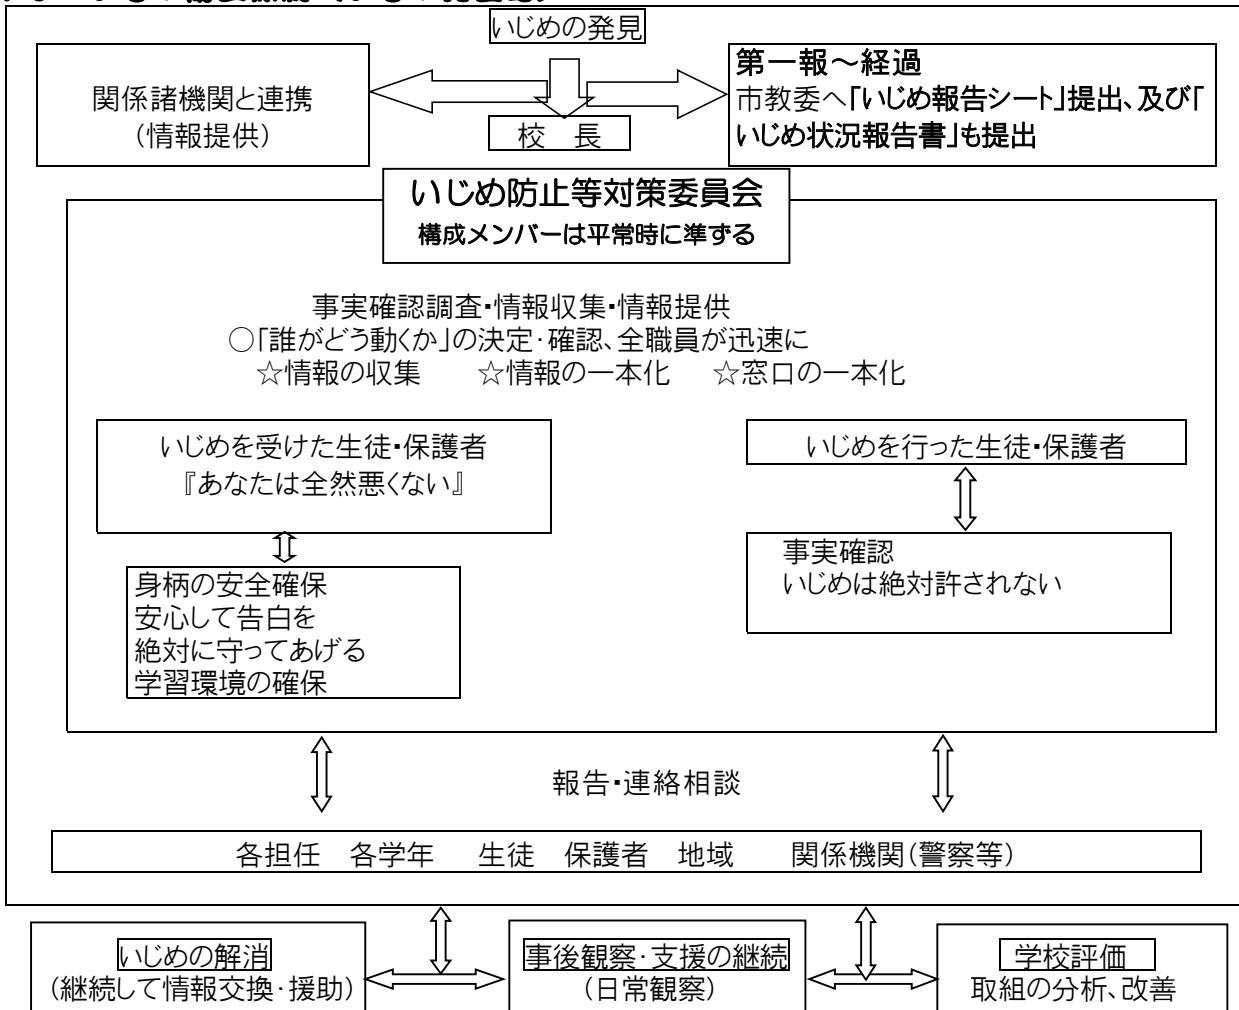 いじめの発見
関係諸機関と連携
(情報提供)
第一報～経過
市教委へ「いじめ報告シート」提出、及び「
いじめ状況報告書」も提出
校　長
いじめ防止等対策委員会
構成メンバーは平常時に準ずる
事実確認調査・情報収集・情報提供
○「誰がどう動くか」の決定・確認、全職員が迅速に
☆情報の収集　☆情報の一本化　☆窓口の一本化
いじめを受けた生徒・保護者
『あなたは全然悪くない』
いじめを行った生徒・保護者
身柄の安全確保
安心して告白を
絶対に守ってあげる
学習環境の確保
事実確認
いじめは絶対許されない
報告・連絡相談
各担任　各学年　生徒　保護者　地域　関係機関(警察等)
いじめの解消
(継続して情報交換・援助)
事後観察・支援の継続
(日常観察)
学校評価
取組の分析、改善